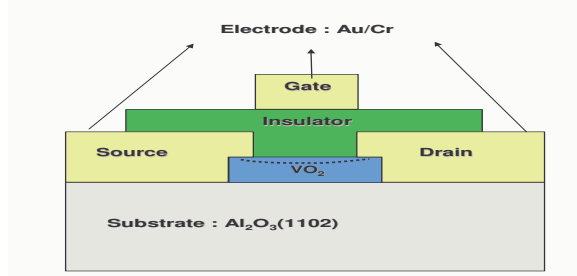 Electrode : Au/Cr
Gate
Insulator
Source
Drain
VO₂
Substrate : Al₂O₃(1102)